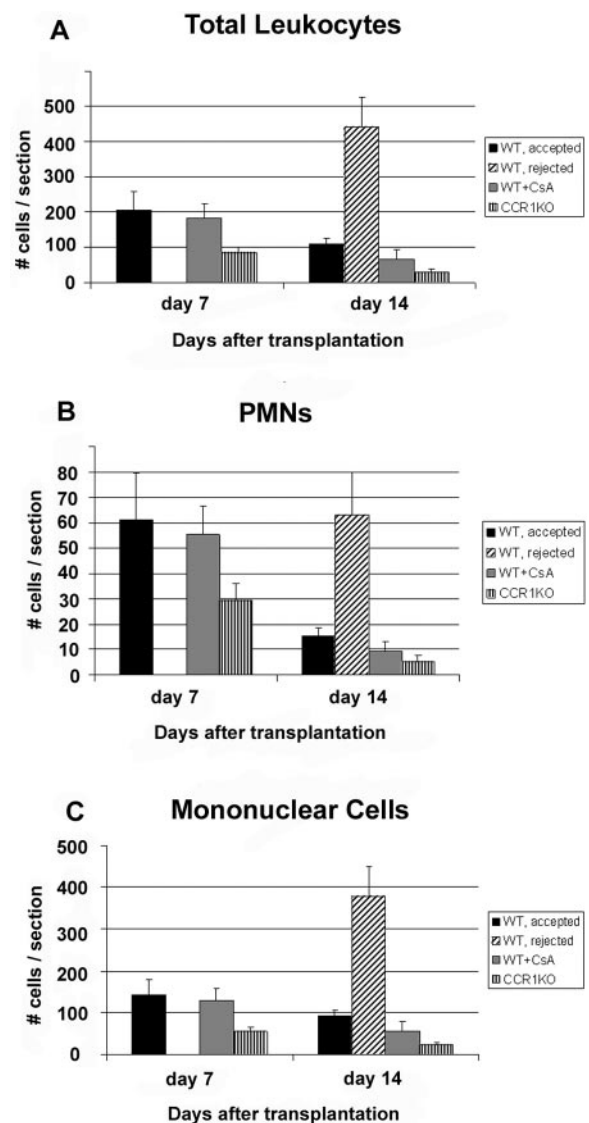 A Total Leukocytes
500
400
300
200
100
0
# cells / section
day 7 day 14
Days after transplantation
WT, accepted
WT, rejected
WT+CsA
CCR1KO
B PMNs
80
70
60
50
40
30
20
10
0
# cells / section
day 7 day 14
Days after transplantation
WT, accepted
WT, rejected
WT+CsA
CCR1KO
C Mononuclear Cells
500
400
300
200
100
0
# cells / section
day 7 day 14
Days after transplantation
WT, accepted
WT, rejected
WT+CsA
CCR1KO